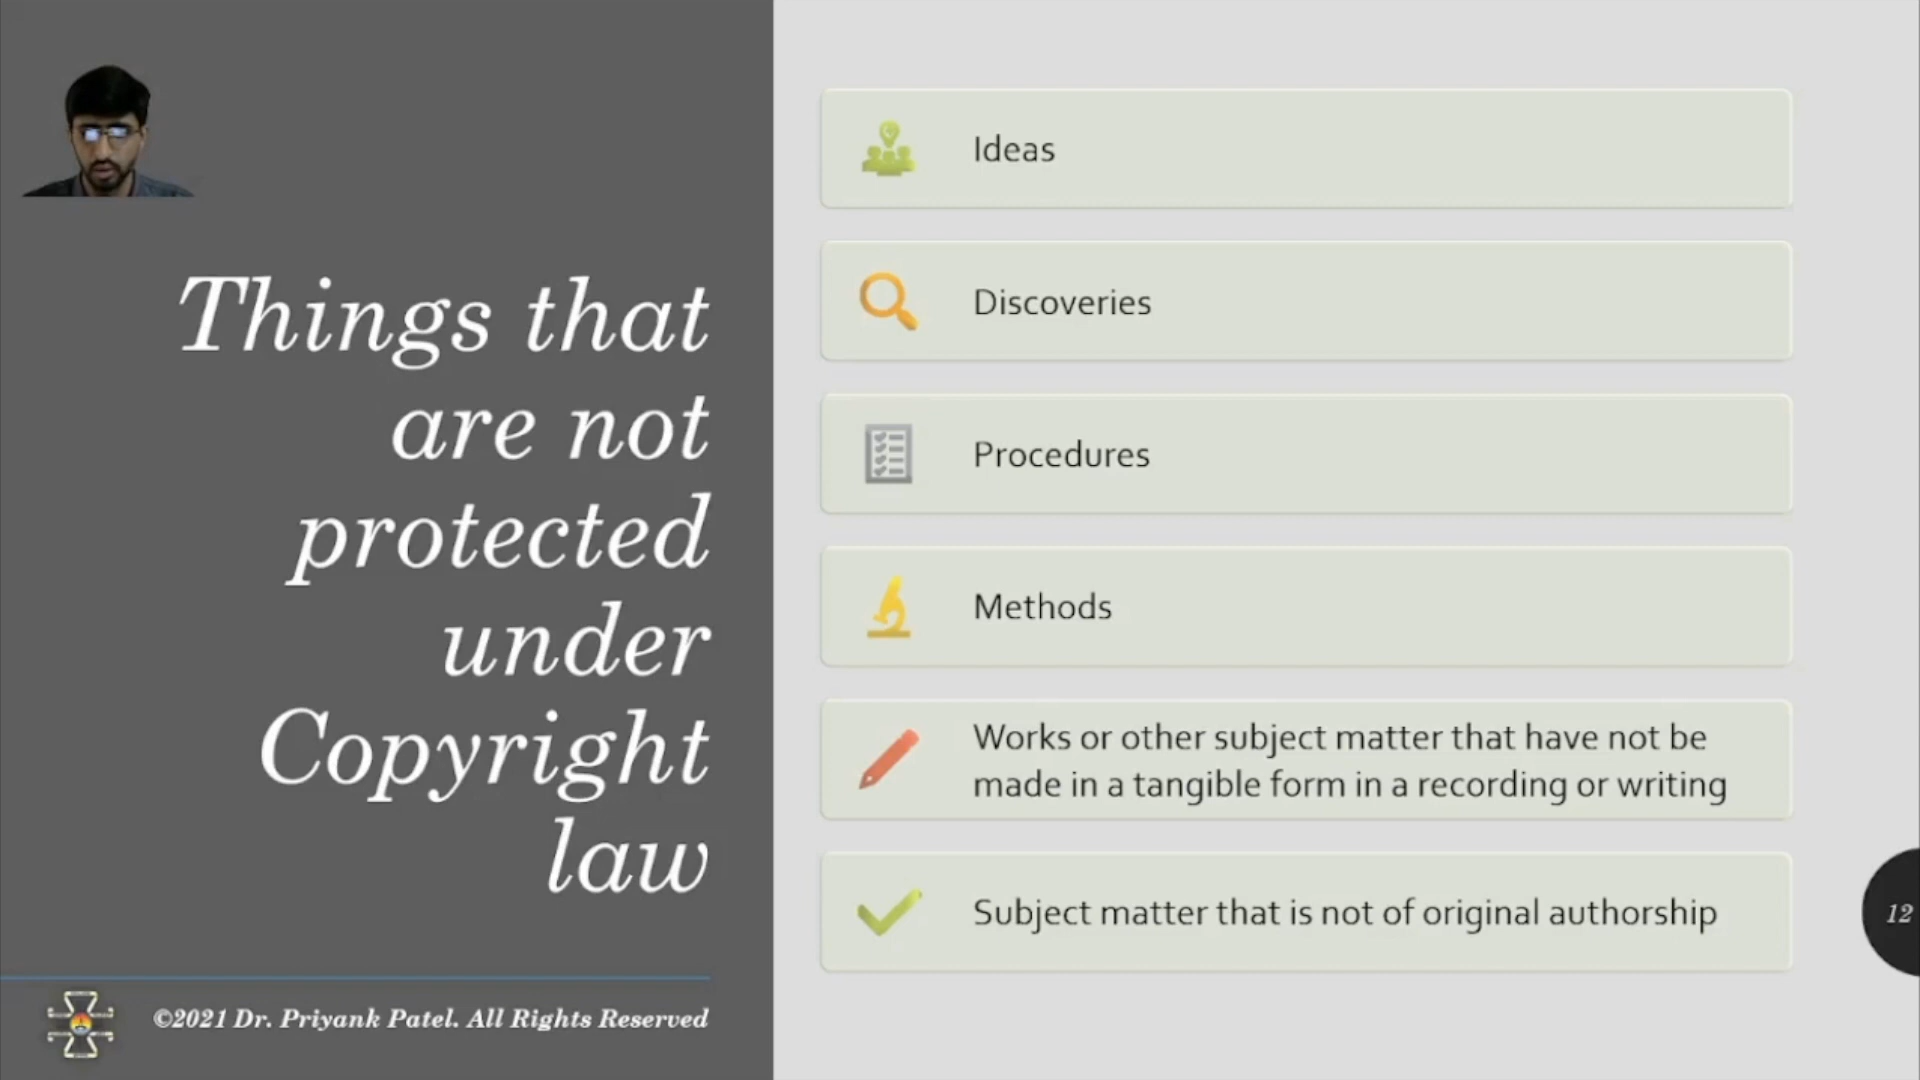 Things that
are not
protected
under
Copyright
law
©2021 Dr. Priyank Patel. All Rights Reserved
Ideas
Discoveries
Procedures
Methods
Works or other subject matter that have not be
made in a tangible form in a recording or writing
Subject matter that is not of original authorship
12